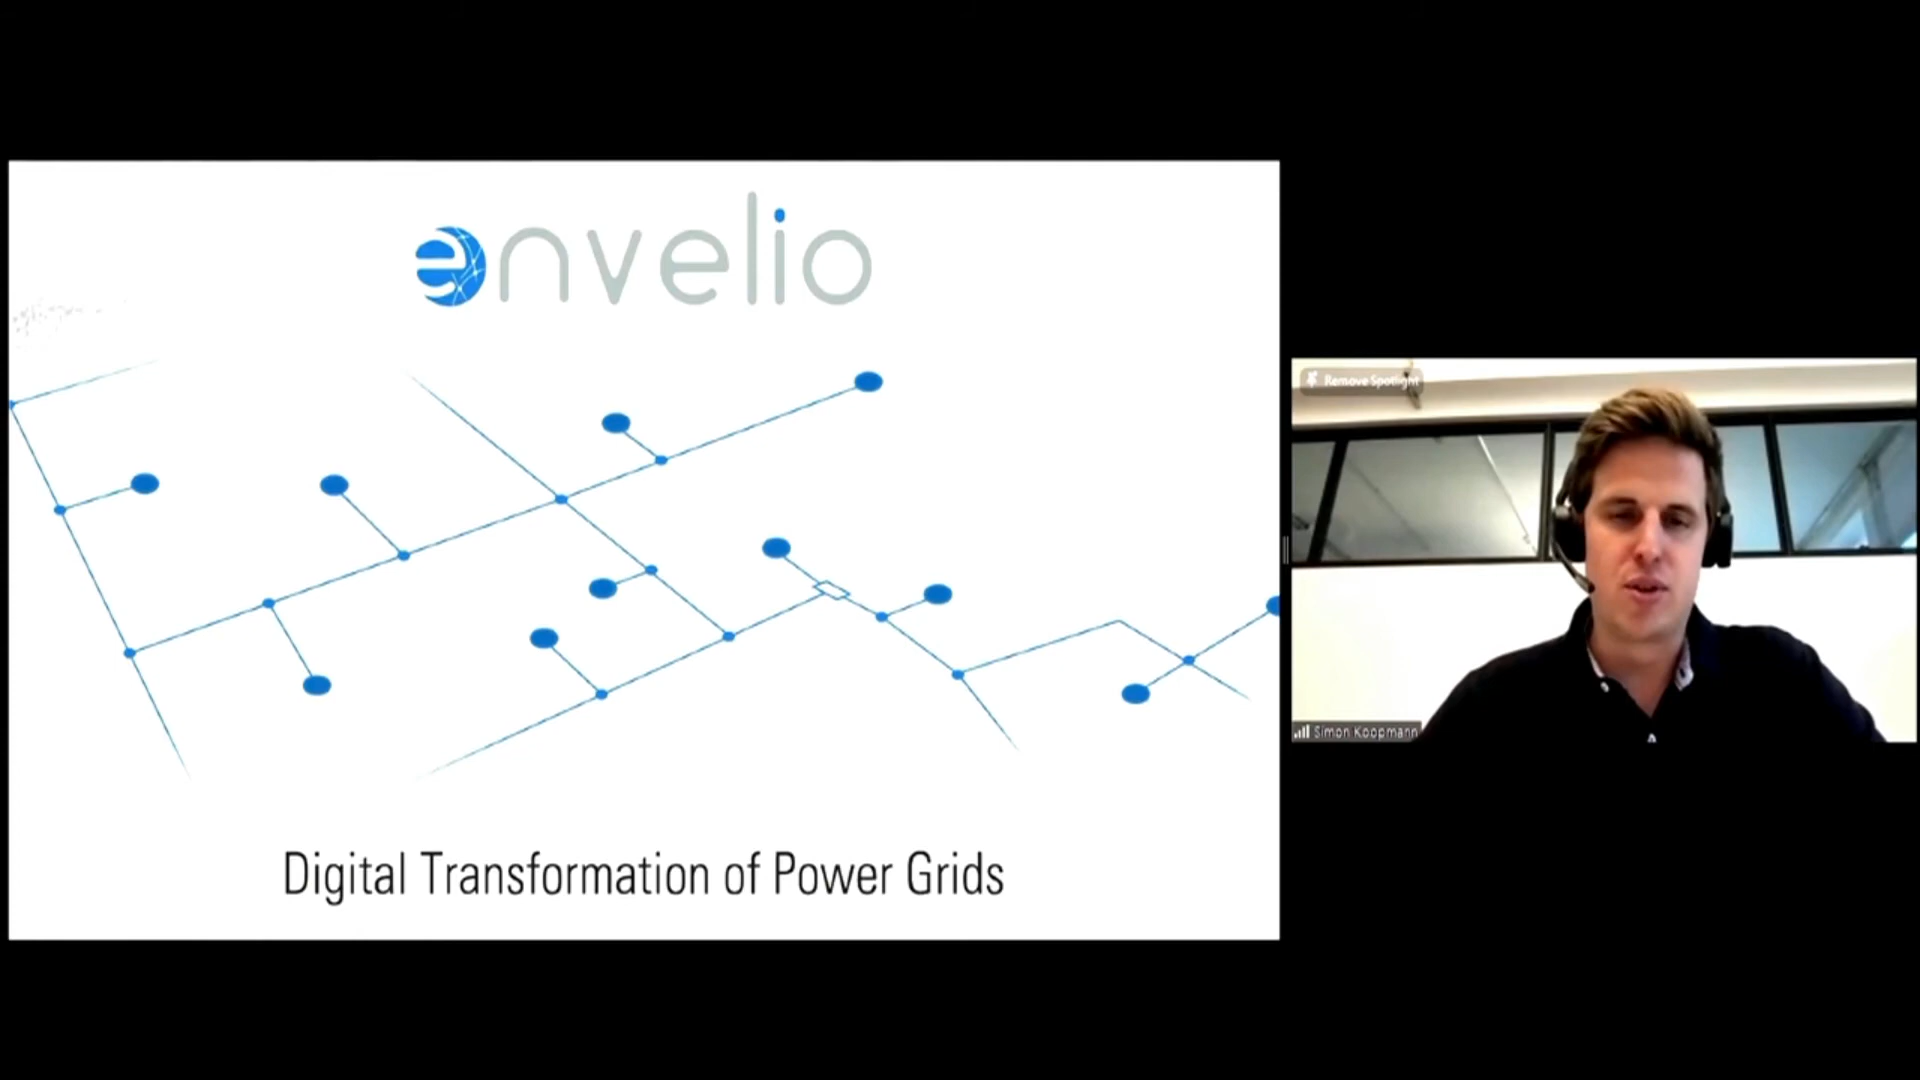 envelio
Digital Transformation of Power Grids
Remove Spotlight
Simon Koopmann